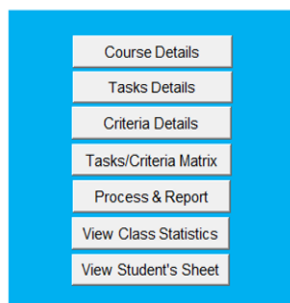 Course Details
Tasks Details
Criteria Details
Tasks/Criteria Matrix
Process & Report
View Class Statistics
View Student's Sheet